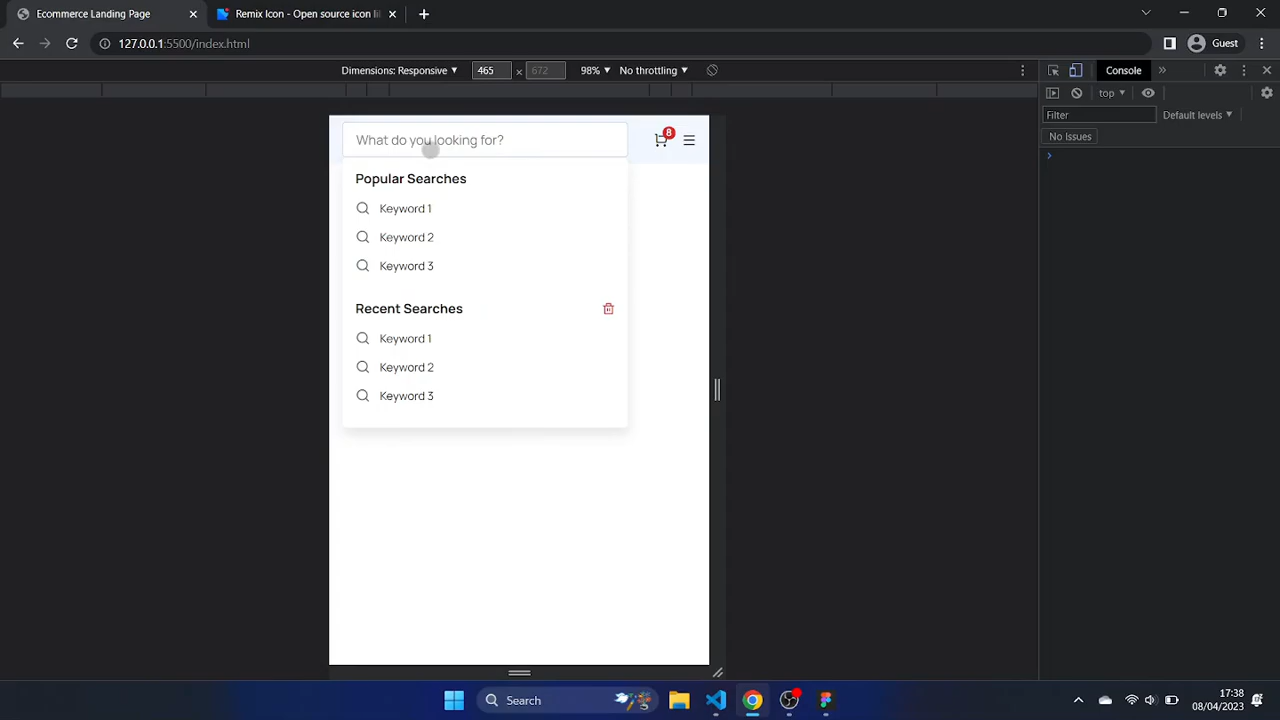 Ecommerce Landing Page
Remix Icon - Open source icon li
127.0.0.1:5500/index.html
Guest
Dimensions: Responsive 465 x 672 98% No throttling
Console
top
Filter
Default levels
No Issues
What do you looking for?
8
Popular Searches
Keyword 1
Keyword 2
Keyword 3
Recent Searches
Keyword 1
Keyword 2
Keyword 3
Search
17:38
08/04/2023